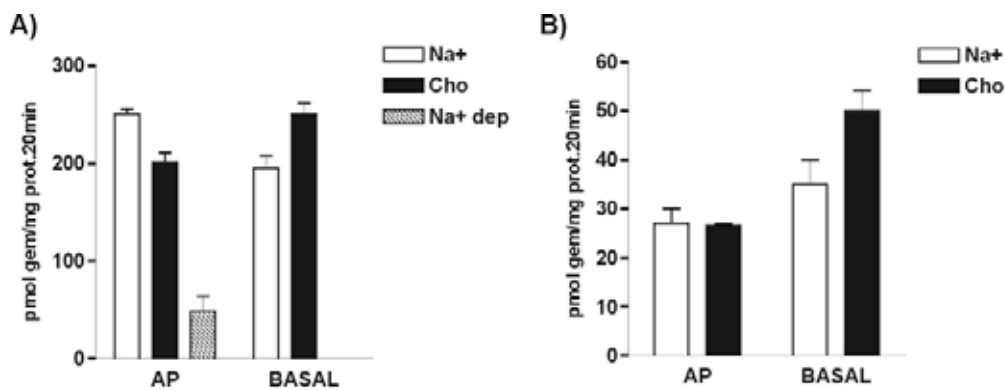 A)
Na+
Cho
Na+ dep
pmol gem/mg prot.20min
300
200
100
0
AP
BASAL
B)
Na+
Cho
pmol gem/mg prot.20min
60
50
40
30
20
10
0
AP
BASAL